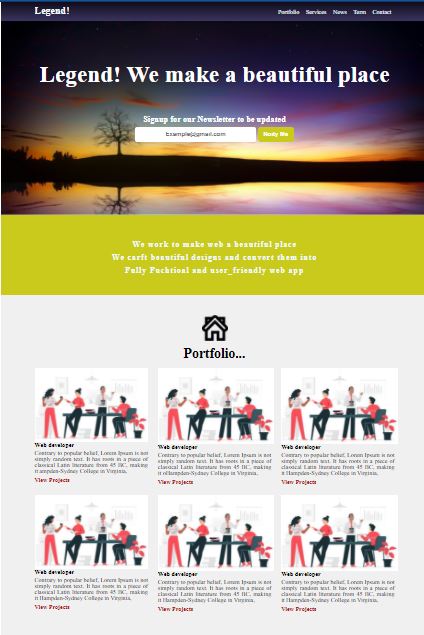 Legend!
Portfolio Services News Term Contact
Legend! We make a beautiful place
Signup for our Newsletter to be updated
Example@gmail.com Notfy Me
We work to make web a beautiful place
We carft beautiful designs and convert them into
Fully Fuchtioal and user_friendly web app
Portfolio...
Web developer
Contrary to popular belief, Lorem Ipsum is not
simply random text. It has roots in a piece of
classical Latin literature from 45 BC, making
it Hampden-Sydney College in Virginia,
View Projects
Web developer
Contrary to popular belief, Lorem Ipsum is not
simply random text. It has roots in a piece of
classical Latin literature from 45 BC, making
it Hampden-Sydney College in Virginia,
View Projects
Web developer
Contrary to popular belief, Lorem Ipsum is not
simply random text. It has roots in a piece of
classical Latin literature from 45 BC, making
it Hampden-Sydney College in Virginia,
View Projects
Web developer
Contrary to popular belief, Lorem Ipsum is not
simply random text. It has roots in a piece of
classical Latin literature from 45 BC, making
it Hampden-Sydney College in Virginia,
View Projects
Web developer
Contrary to popular belief, Lorem Ipsum is not
simply random text. It has roots in a piece of
classical Latin literature from 45 BC, making
it Hampden-Sydney College in Virginia,
View Projects
Web developer
Contrary to popular belief, Lorem Ipsum is not
simply random text. It has roots in a piece of
classical Latin literature from 45 BC, making
it Hampden-Sydney College in Virginia,
View Projects